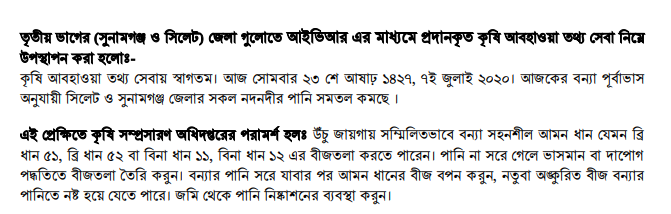 তৃতীয় ভাগের (সুনামগঞ্জ ও সিলেট) জেলা গুলোতে আইভিআর এর মাধ্যমে প্রদানকৃত কৃষি আবহাওয়া তথ্য সেবা নিম্নে
উপস্থাপন করা হলোঃ-
কৃষি আবহাওয়া তথ্য সেবায় স্বাগতম। আজ সোমবার ২৩ শে আষাঢ় ১৪২৭, ৭ই জুলাই ২০২০। আজকের বন্যা পূর্বাভাস
অনুযায়ী সিলেট ও সুনামগঞ্জ জেলার সকল নদনদীর পানি সমতল কমছে ।
এই প্রেক্ষিতে কৃষি সম্প্রসারণ অধিদপ্তরের পরামর্শ হলঃ উঁচু জায়গায় সম্মিলিতভাবে বন্যা সহনশীল আমন ধান যেমন ব্রি
ধান ৫১, ব্রি ধান ৫২ বা বিনা ধান ১১, বিনা ধান ১২ এর বীজতলা করতে পারেন। পানি না সরে গেলে ভাসমান বা দাপোগ
পদ্ধতিতে বীজতলা তৈরি করুন। বন্যার পানি সরে যাবার পর আমন ধানের বীজ বপন করুন, নতুবা অঙ্কুরিত বীজ বন্যার
পানিতে নষ্ট হয়ে যেতে পারে। জমি থেকে পানি নিষ্কাশনের ব্যবস্থা করুন।